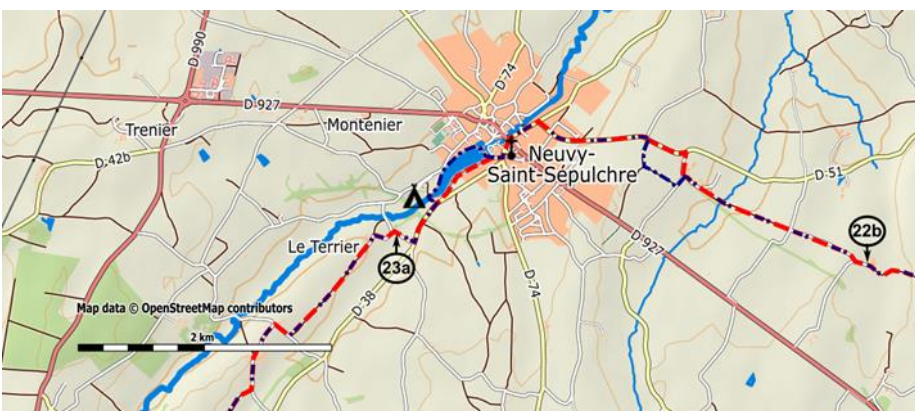 D-990
D-74
D-927
Trenier
Montenier
D-42b
Neuvy-
Saint-Sépulchre
D-51
22b
Le Terrier
23a
D-927
D-74
D-38
Map data © OpenStreetMap contributors
2 km